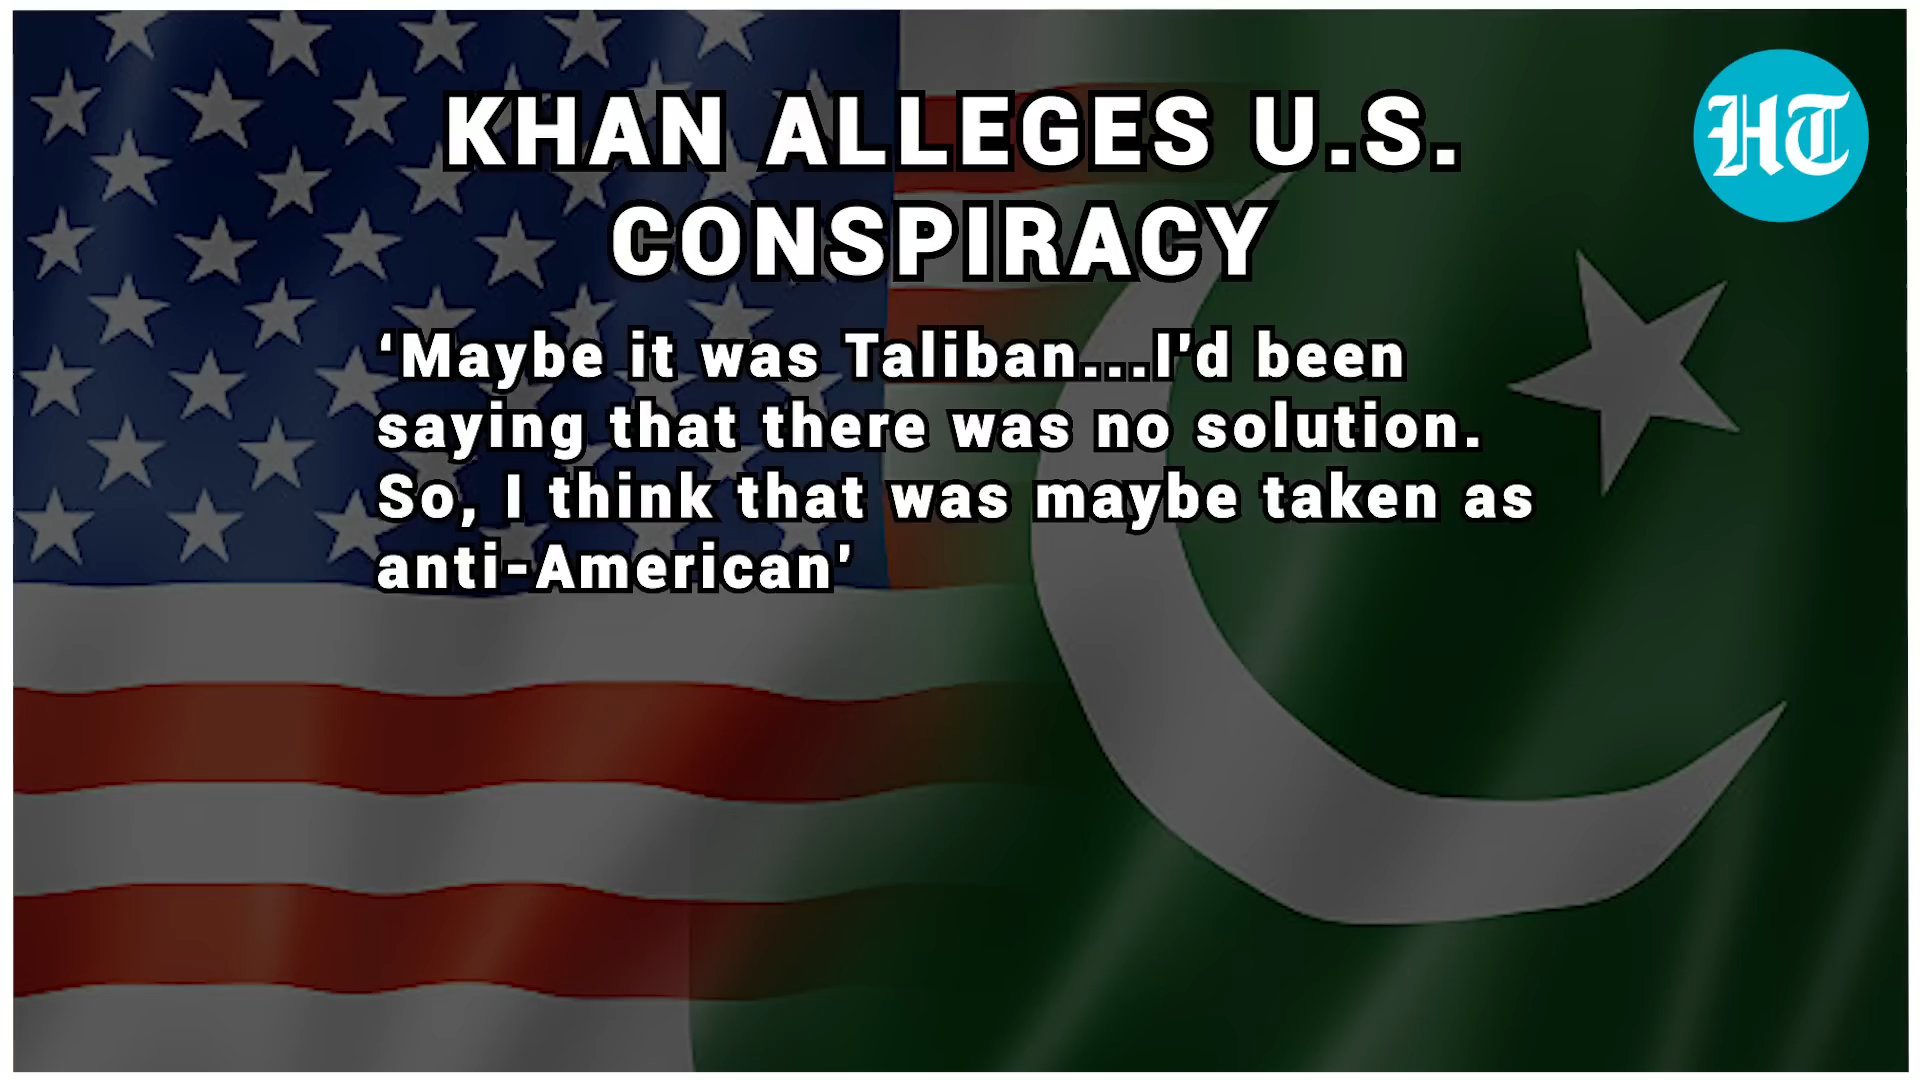 KHAN ALLEGES U.S.
CONSPIRACY
HT
‘Maybe it was Taliban...I'd been
saying that there was no solution.
So, I think that was maybe taken as
anti-American'